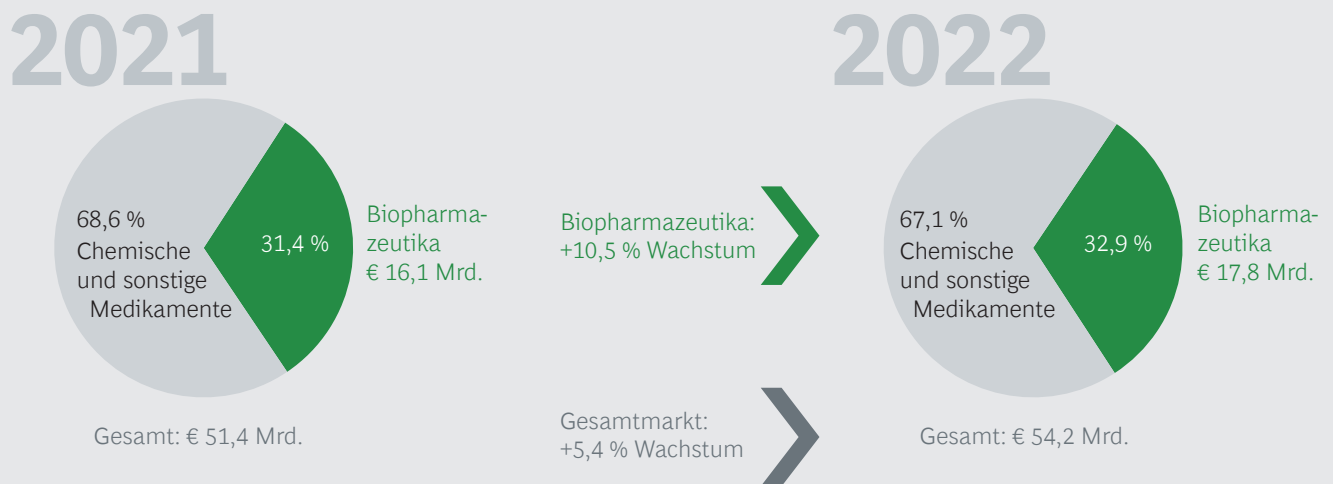 2021
68,6 %
Chemische
und sonstige
Medikamente
31,4 %
Biopharma-
zeutika
€ 16,1 Mrd.
Gesamt: € 51,4 Mrd.
Biopharmazeutika:
+10,5 % Wachstum
Gesamtmarkt:
+5,4 % Wachstum
2022
67,1 %
Chemische
und sonstige
Medikamente
32,9 %
Biopharma-
zeutika
€ 17,8 Mrd.
Gesamt: € 54,2 Mrd.